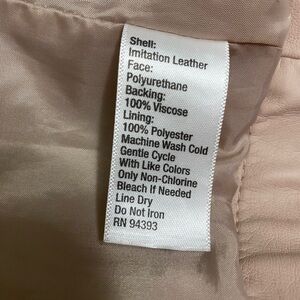 Shell:
Imitation Leather
Face:
Polyurethane
Backing:
100% Viscose
Lining:
100% Polyester
Machine Wash Cold
Gentle Cycle
With Like Colors
Only Non-Chlorine
Bleach If Needed
Line Dry
Do Not Iron
RN 94393